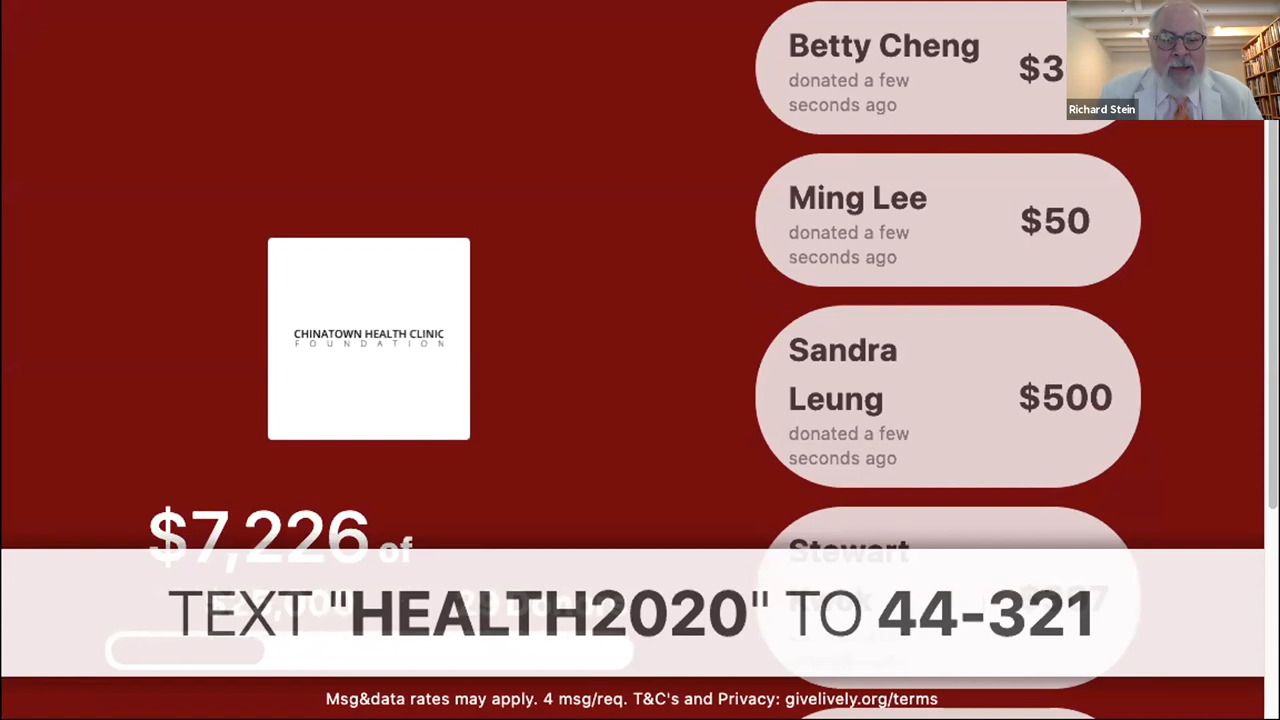 Betty Cheng
$3
donated a few
seconds ago
Richard Stein
Ming Lee
$50
donated a few
seconds ago
CHINATOWN HEALTH CLINIC
FOUNDATION
Sandra
Leung
$500
donated a few
seconds ago
$7,226 of
Stewart
TEXT "HEALTH2020" TO 44-321
Msg&data rates may apply. 4 msg/req. T&C's and Privacy: givelively.org/terms